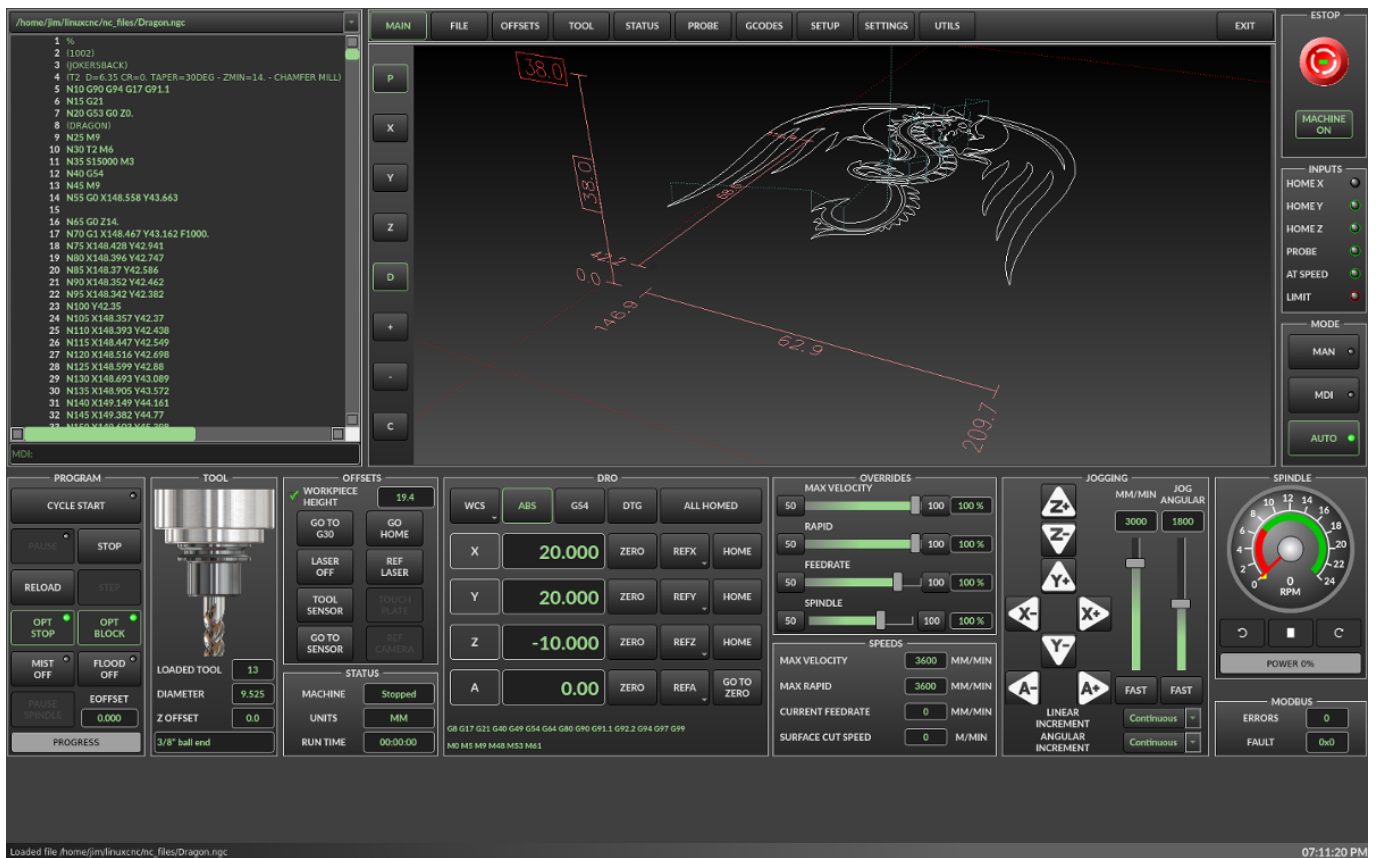 /home/jim/linuxcnc/nc_files/Dragon.ngc
1 %
2 (1002)
3 (JOKERSBACK)
4 (T2 D=6.35 CR=0. TAPER=30DEG - ZMIN=14. - CHAMFER MILL)
5 N10 G90 G94 G17 G91.1
6 N15 G21
7 N20 G53 G0 Z0.
8 (DRAGON)
9 N25 M9
10 N30 T2 M6
11 N35 S15000 M3
12 N40 G54
13 N45 M9
14 N55 G0 X148.558 Y43.663
15
16 N65 G0 Z14.
17 N70 G1 X148.467 Y43.162 F1000.
18 N75 X148.428 Y42.941
19 N80 X148.396 Y42.747
20 N85 X148.37 Y42.586
21 N90 X148.352 Y42.462
22 N95 X148.342 Y42.382
23 N100 Y42.35
24 N105 X148.357 Y42.37
25 N110 X148.393 Y42.438
26 N115 X148.447 Y42.549
27 N120 X148.516 Y42.698
28 N125 X148.599 Y42.88
29 N130 X148.693 Y43.089
30 N135 X148.905 Y43.572
31 N140 X149.149 Y44.161
32 N145 X149.382 Y44.77
33 N150 X149.603 Y45.398
MDI:
MAIN FILE OFFSETS TOOL STATUS PROBE GCODES SETUP SETTINGS UTILS EXIT
P
X
Y
Z
D
+
-
C
38.0
38.0
68.6
42.2
0.0
146.9
62.9
209.7
ESTOP
MACHINE
ON
INPUTS
HOME X
HOME Y
HOME Z
PROBE
AT SPEED
LIMIT
MODE
MAN
MDI
AUTO
PROGRAM
CYCLE START
PAUSE STOP
RELOAD STEP
OPT
STOP
OPT
BLOCK
MIST
OFF
FLOOD
OFF
PAUSE
SPINDLE
EOFFSET
0.000
PROGRESS
TOOL
LOADED TOOL 13
DIAMETER 9.525
Z OFFSET 0.0
3/8" ball end
OFFSETS
WORKPIECE
HEIGHT
19.4
GO TO
G30
GO
HOME
LASER
OFF
REF
LASER
TOOL
SENSOR
TOUCH
PLATE
GO TO
SENSOR
REF
CAMERA
STATUS
MACHINE Stopped
UNITS MM
RUN TIME 00:00:00
DRO
WCS ABS G54 DTG ALL HOMED
X 20.000 ZERO REFX HOME
Y 20.000 ZERO REFY HOME
Z -10.000 ZERO REFZ HOME
A 0.00 ZERO REFA GO TO
ZERO
G8 G17 G21 G40 G49 G54 G64 G80 G90 G91.1 G92.2 G94 G97 G99
M0 M5 M9 M48 M53 M61
OVERRIDES
MAX VELOCITY
50 100 100 %
RAPID
50 100 100 %
FEEDRATE
50 100 100 %
SPINDLE
50 100 100 %
SPEEDS
MAX VELOCITY 3600 MM/MIN
MAX RAPID 3600 MM/MIN
CURRENT FEEDRATE 0 MM/MIN
SURFACE CUT SPEED 0 M/MIN
JOGGING
Z+
Z-
Y+
X- X+
Y-
A- A+
MM/MIN
JOG
ANGULAR
3000 1800
FAST FAST
LINEAR
INCREMENT
Continuous
ANGULAR
INCREMENT
Continuous
SPINDLE
0 2 4 6 8 10 12 14 16 18 20 22 24
0
RPM
POWER 0%
MODBUS
ERRORS 0
FAULT 0x0
Loaded file /home/jim/linuxcnc/nc_files/Dragon.ngc
07:11:20 PM